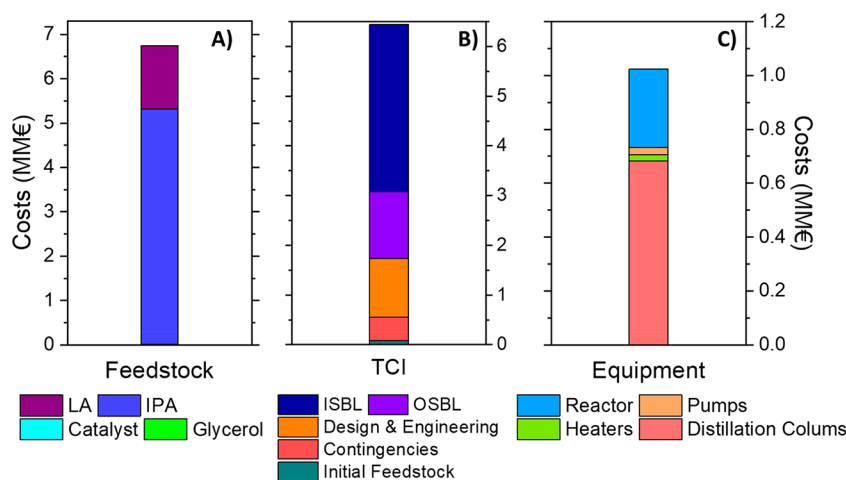 A)
B)
C)
Costs (MM€)
7
6
5
4
3
2
1
0
6
5
4
3
2
1
0
1.2
1.0
0.8
0.6
0.4
0.2
0.0
Costs (MM€)
Feedstock
TCI
Equipment
LA IPA
Catalyst Glycerol
ISBL OSBL
Design & Engineering
Contingencies
Initial Feedstock
Reactor Pumps
Heaters Distillation Colums